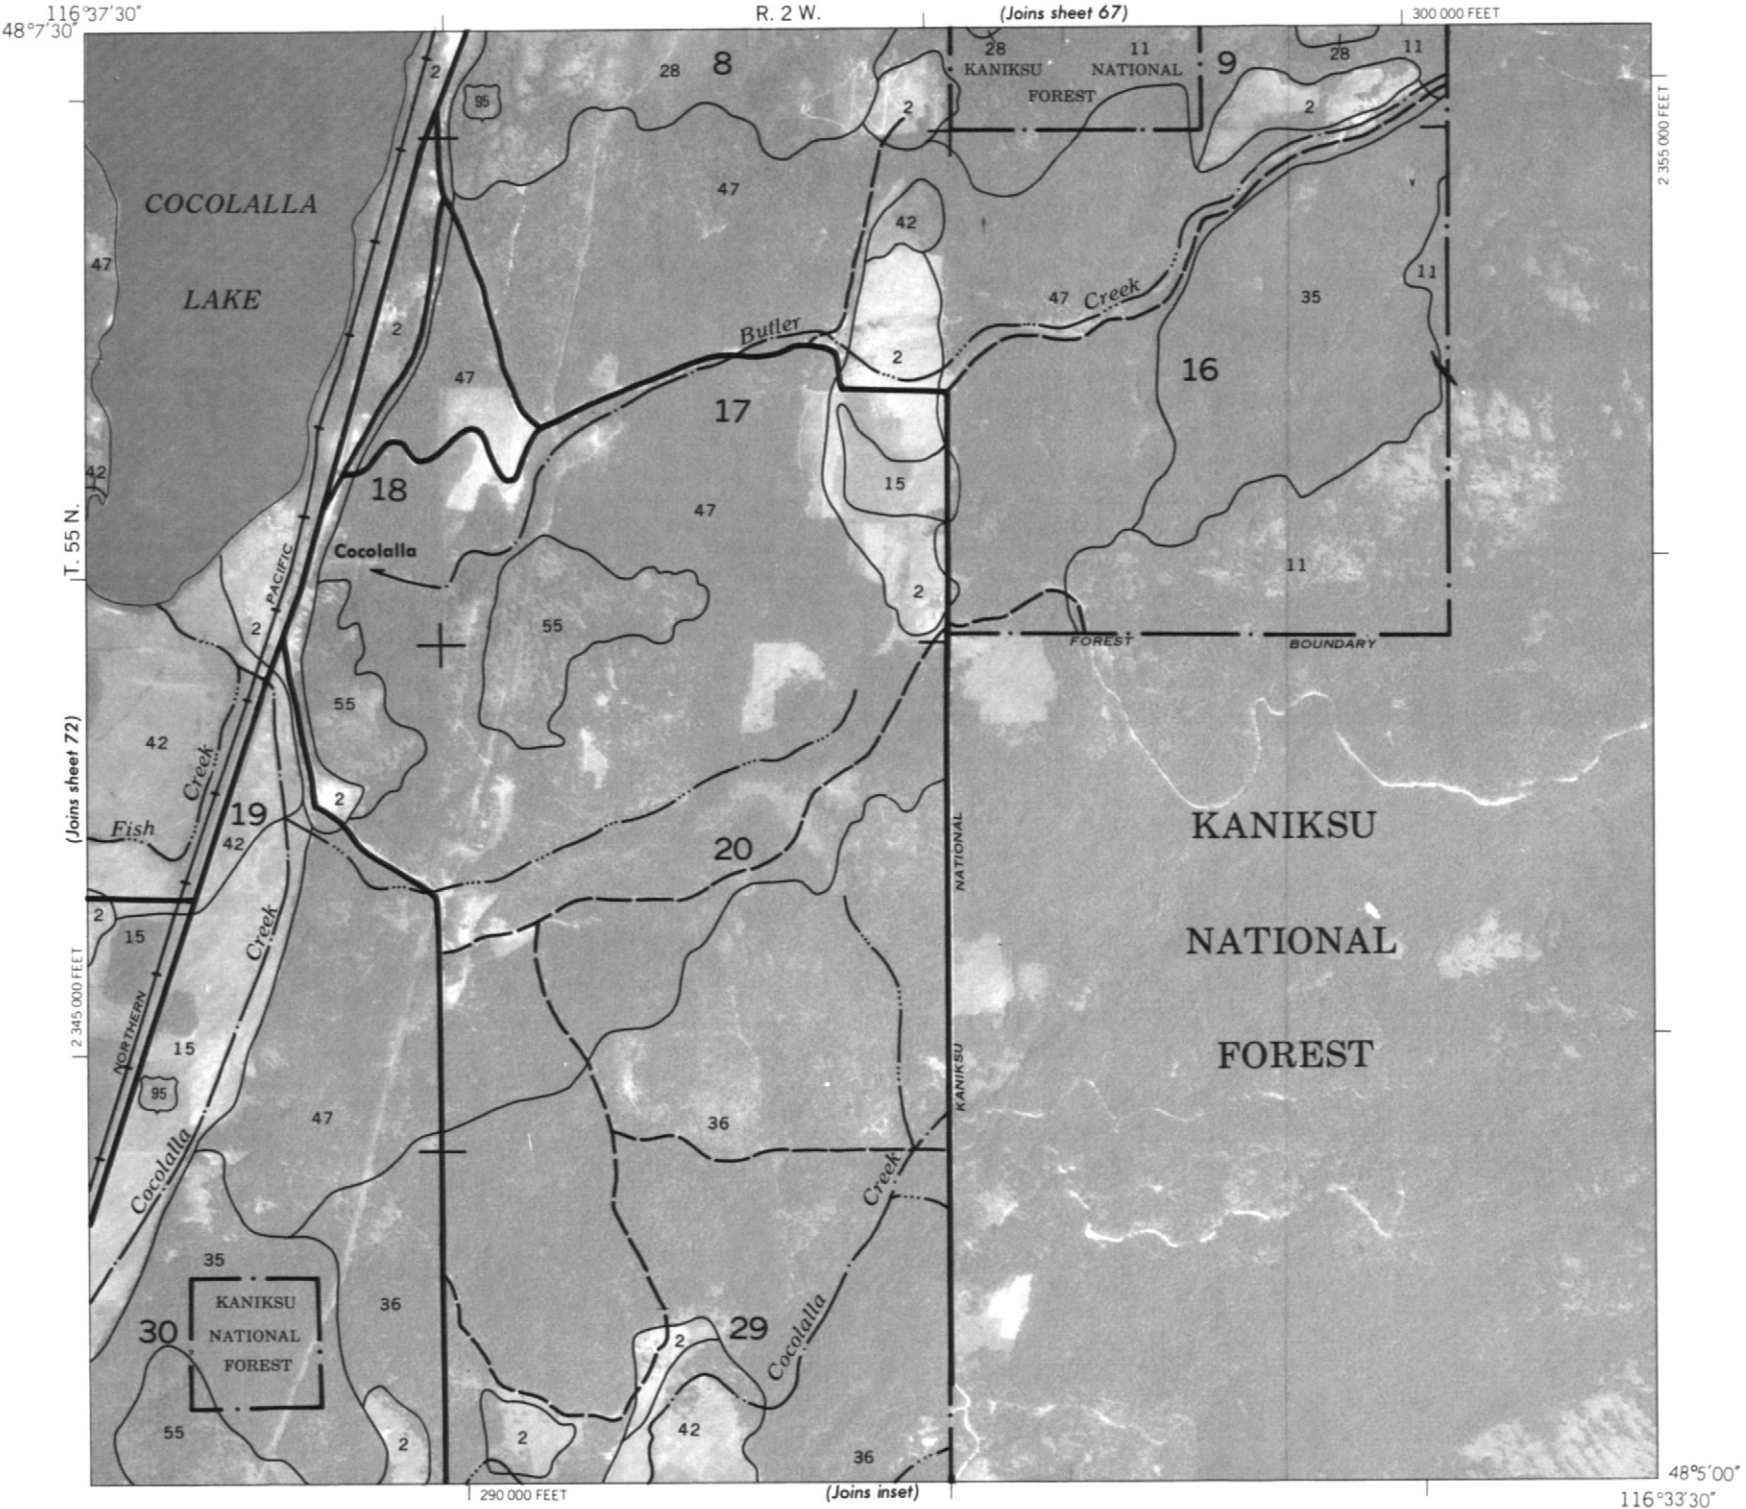 116°37'30" R. 2 W. (Joins sheet 67) 300 000 FEET
48°7'30"
2 28 8 28 11 9 28 11
KANIKSU NATIONAL
FOREST
95 2 2
2 355 000 FEET
COCOLALLA
LAKE
47 47 42
47 Creek 35 11
2 Butler 2
47 17 16
42 18 15
47
T. 55 N.
Cocolalla
PACIFIC
11
2 55 2
FOREST BOUNDARY
55
42
(Joins sheet 72)
Creek
2
19
Fish
42
20
NATIONAL
KANIKSU
NATIONAL
FOREST
2
15
Creek
2 345 000 FEET
NORTHERN
15
95
47
36
KANIKSU
Cocolalla
Creek
35
KANIKSU
NATIONAL
FOREST
36
30
29
2
Cocolalla
55
2
2
42
36
290 000 FEET (Joins inset)
48°5'00"
116°33'30"